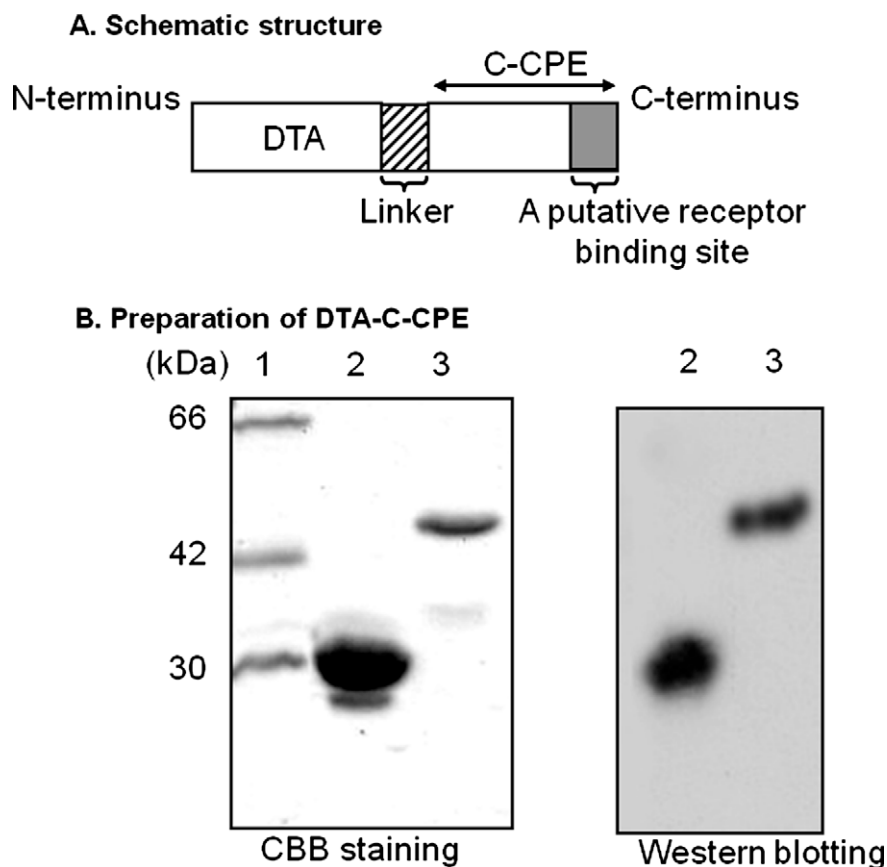 A. Schematic structure
C-CPE
N-terminus
C-terminus
DTA
Linker
A putative receptor
binding site
B. Preparation of DTA-C-CPE
(kDa) 1 2 3
2 3
66
42
30
CBB staining
Western blotting